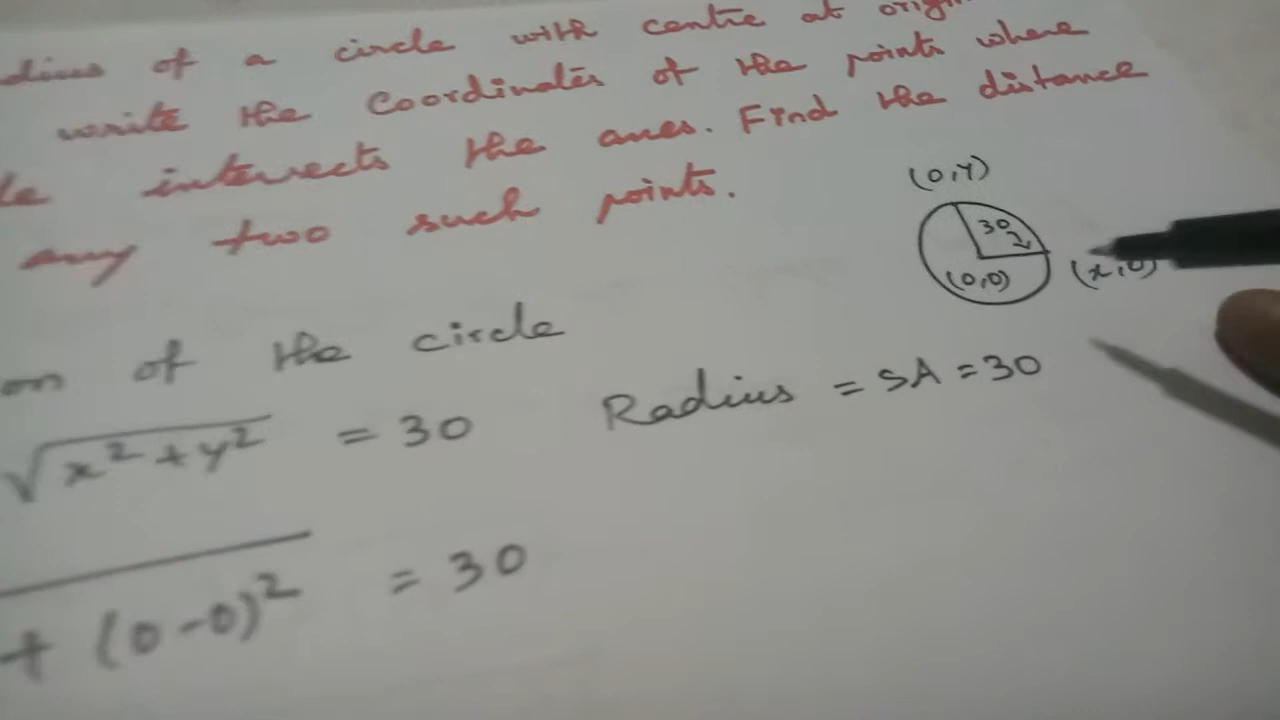 dius of a circle with centre at origin
write the Coordinates of the points where
le intersects the axes. Find the distance
any two such points.
(0,Y)
30
(0,0)
(x,0)
on of the circle
√x²+y² = 30
Radius = SA = 30
+ (0-0)² = 30